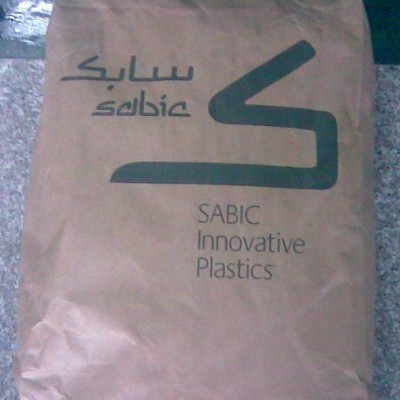 سابک
sabic
SABIC
Innovative
Plastics